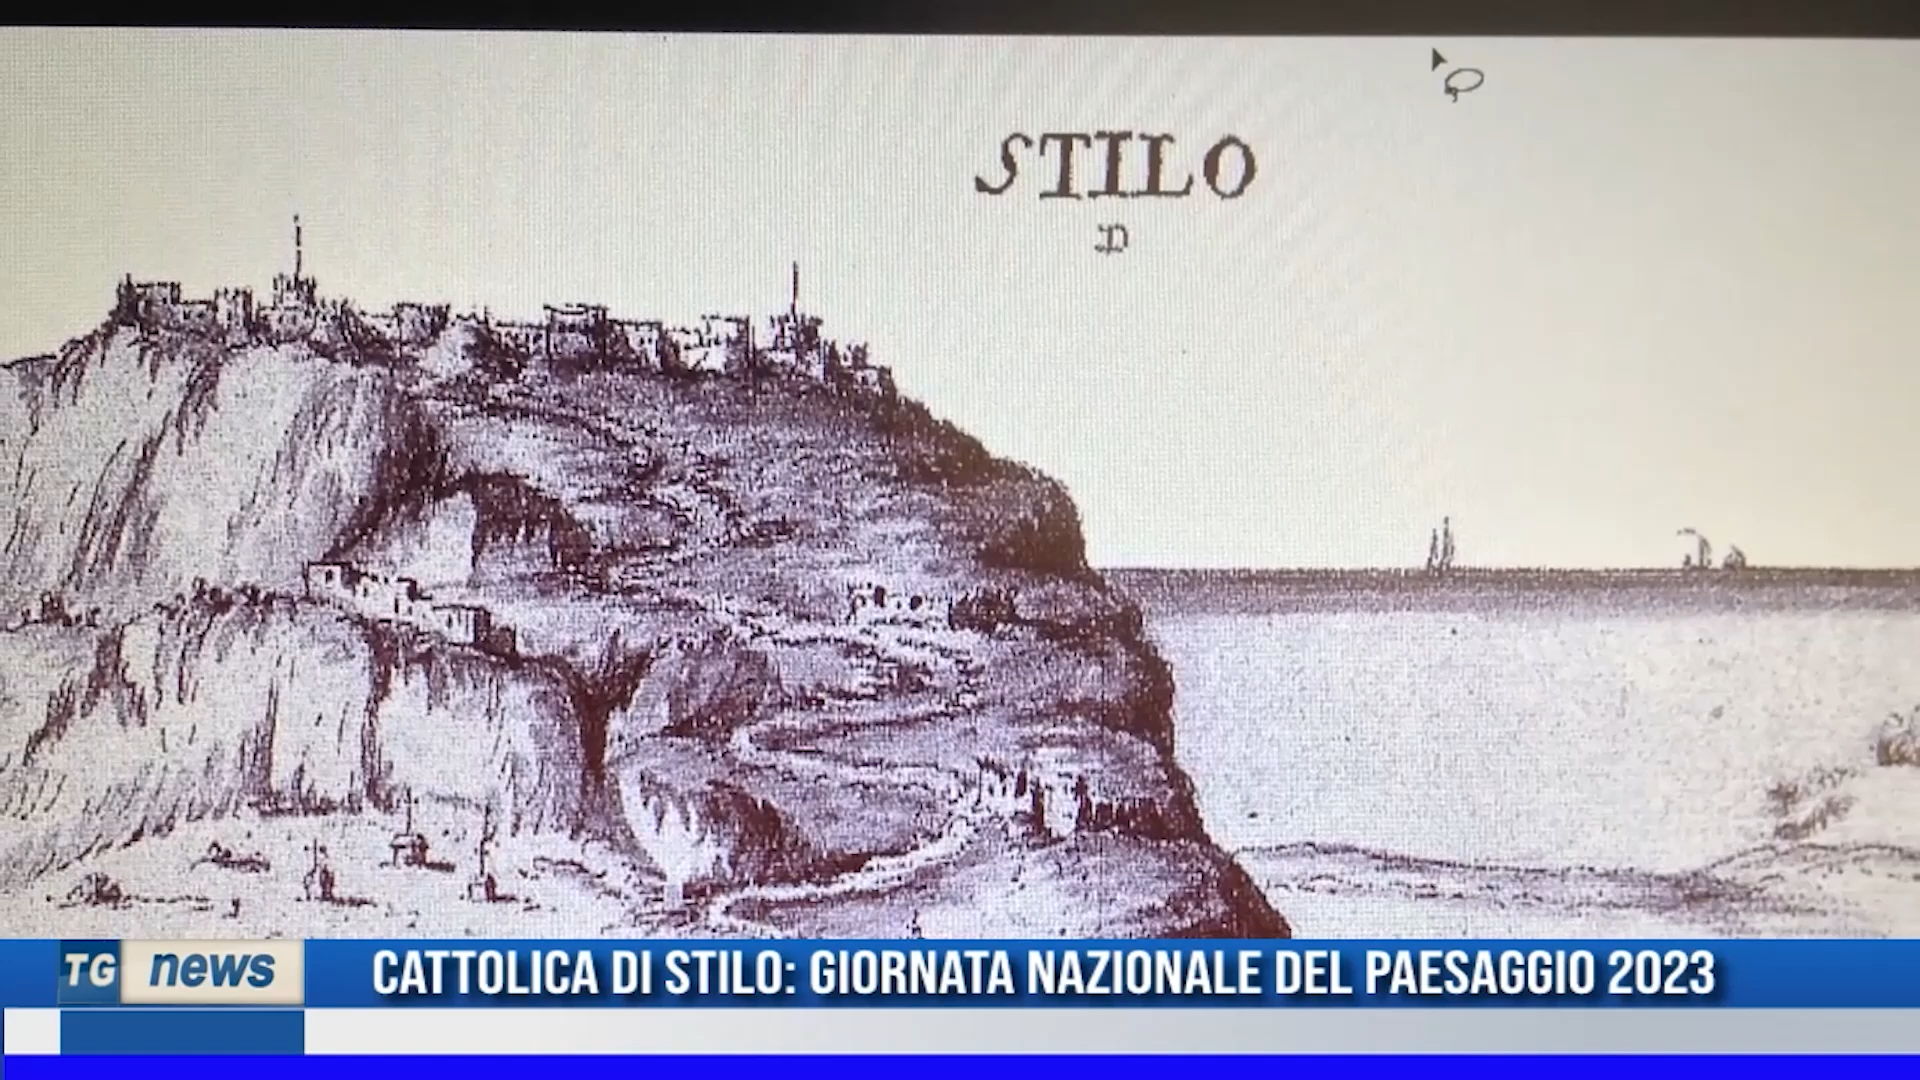 STILO
D
TG news
CATTOLICA DI STILO: GIORNATA NAZIONALE DEL PAESAGGIO 2023